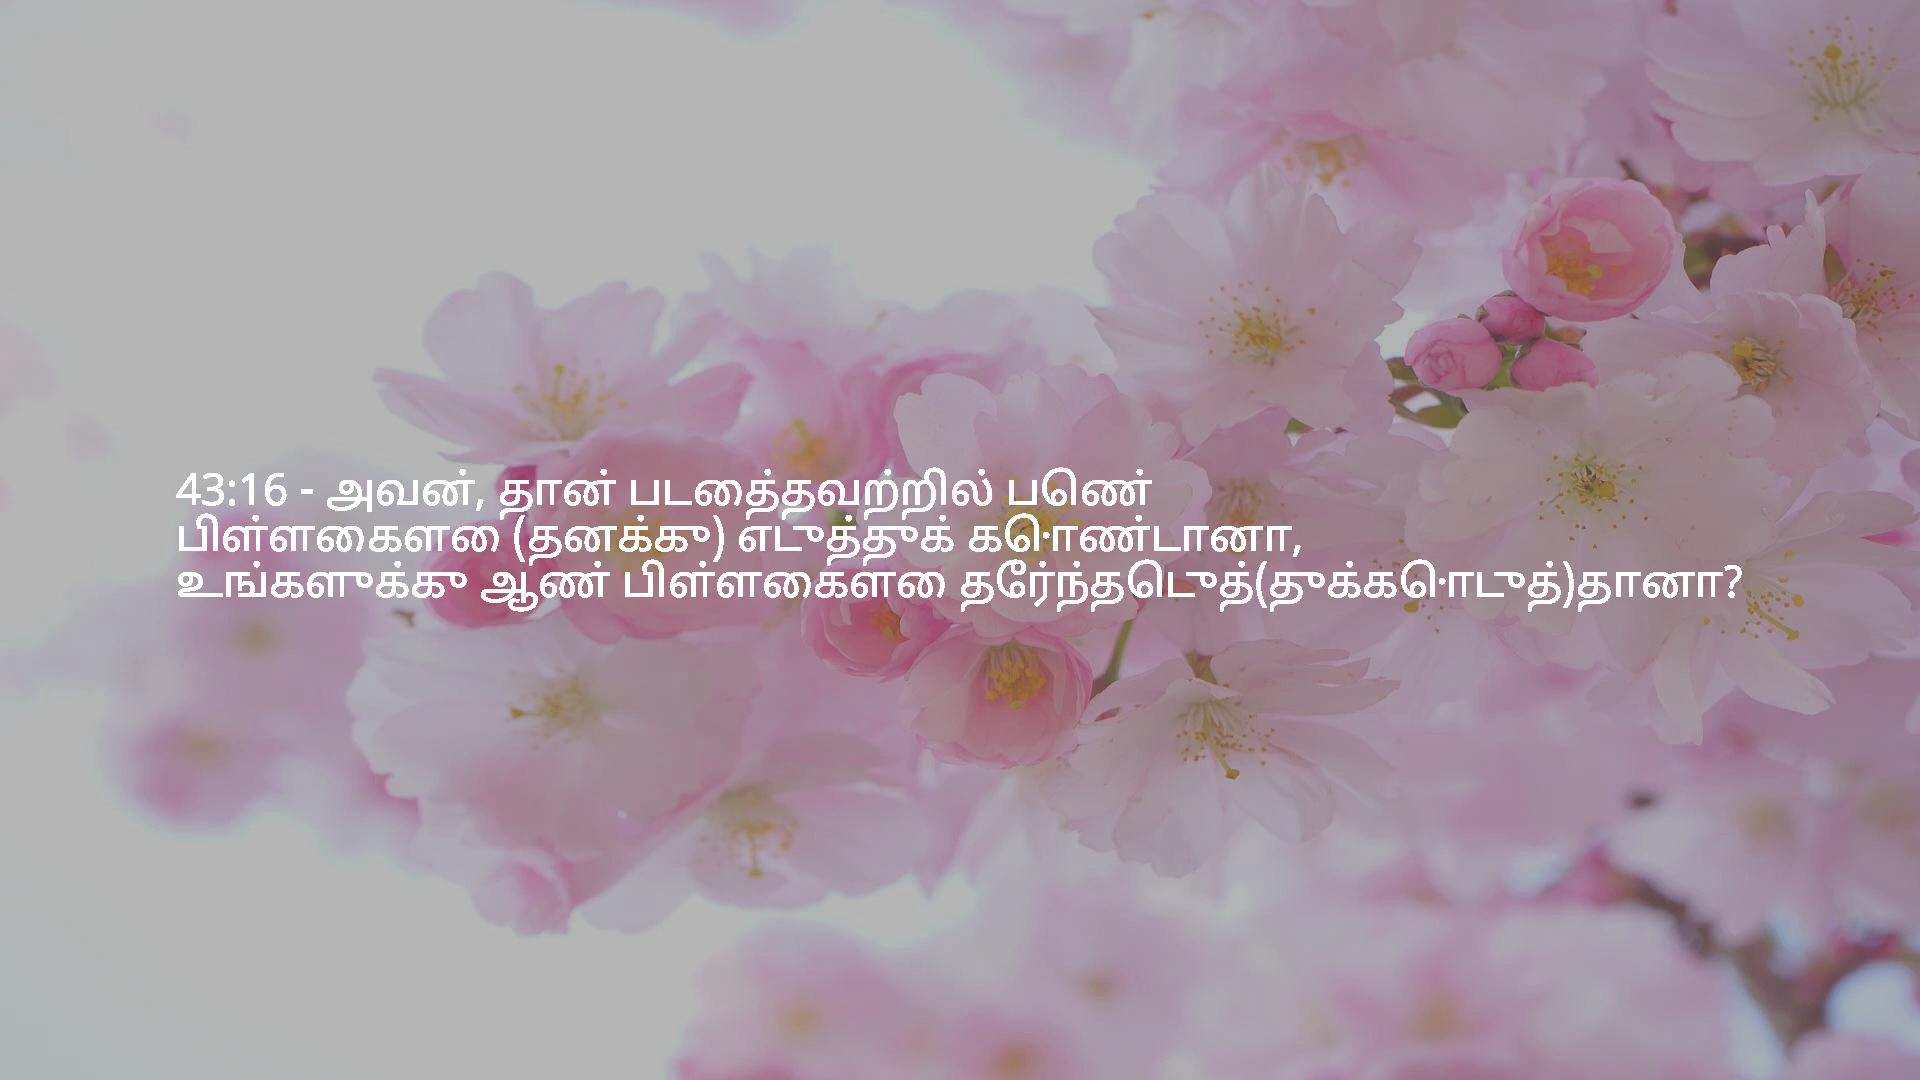 43:16 - அவன், தான் படைத்தவற்றில் பெண்
பிள்ளைகளை (தனக்கு) எடுத்துக் கொண்டானா,
உங்களுக்கு ஆண் பிள்ளைகளை தேர்ந்தெடுத்(துக்கொடுத்)தானா?